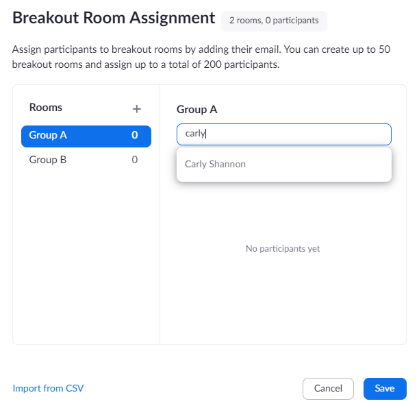 Breakout Room Assignment 2 rooms, 0 participants
Assign participants to breakout rooms by adding their email. You can create up to 50
breakout rooms and assign up to a total of 200 participants.
Rooms +
Group A 0
Group B 0
Group A
carly
Carly Shannon
No participants yet
Import from CSV
Cancel Save